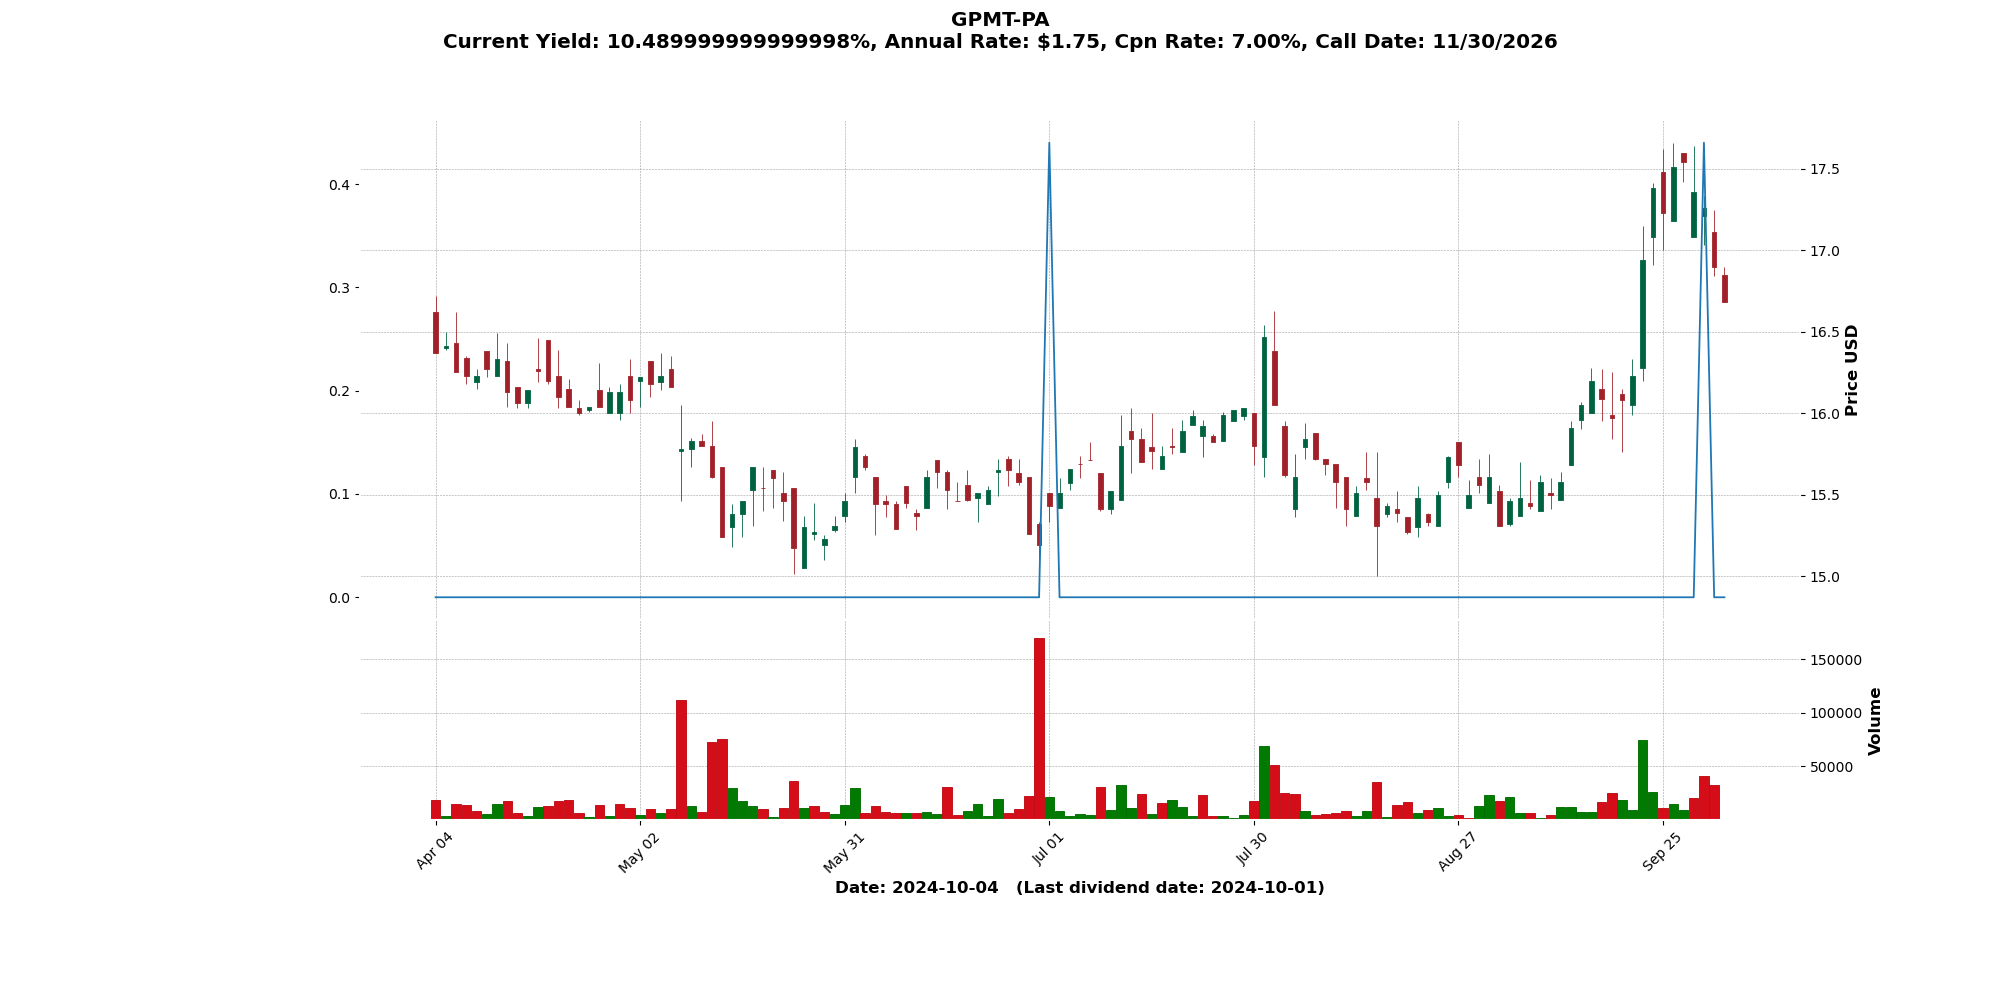 GPMT-PA
Current Yield: 10.489999999999998%, Annual Rate: $1.75, Cpn Rate: 7.00%, Call Date: 11/30/2026
0.4
0.3
0.2
0.1
0.0
17.5
17.0
16.5
16.0
15.5
15.0
Price USD
150000
100000
50000
Volume
Apr 04
May 02
May 31
Jul 01
Jul 30
Aug 27
Sep 25
Date: 2024-10-04   (Last dividend date: 2024-10-01)